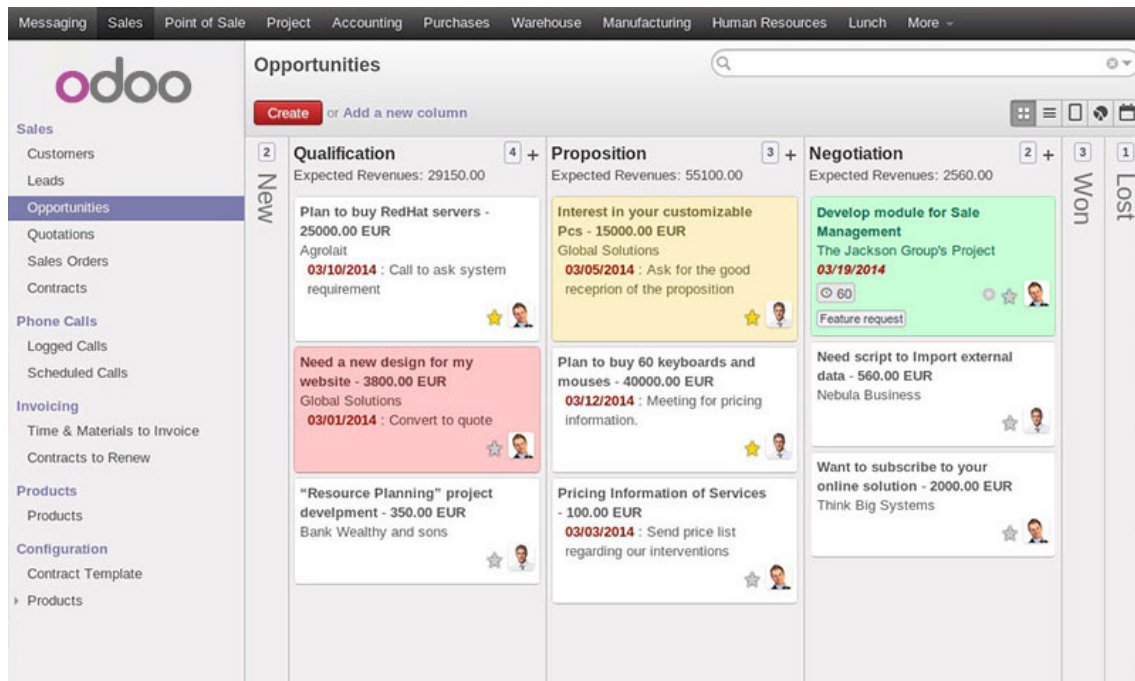 Messaging Sales Point of Sale Project Accounting Purchases Warehouse Manufacturing Human Resources Lunch More
odoo
Sales
Customers
Leads
Opportunities
Quotations
Sales Orders
Contracts
Phone Calls
Logged Calls
Scheduled Calls
Invoicing
Time & Materials to Invoice
Contracts to Renew
Products
Products
Configuration
Contract Template
Products
Opportunities
Create or Add a new column
2
New
Qualification 4 +
Expected Revenues: 29150.00
Plan to buy RedHat servers -
25000.00 EUR
Agrolait
03/10/2014 : Call to ask system
requirement
Need a new design for my
website - 3800.00 EUR
Global Solutions
03/01/2014 : Convert to quote
“Resource Planning” project
develpment - 350.00 EUR
Bank Wealthy and sons
Proposition 3 +
Expected Revenues: 55100.00
Interest in your customizable
Pcs - 15000.00 EUR
Global Solutions
03/05/2014 : Ask for the good
receprion of the proposition
Plan to buy 60 keyboards and
mouses - 40000.00 EUR
03/12/2014 : Meeting for pricing
information.
Pricing Information of Services
- 100.00 EUR
03/03/2014 : Send price list
regarding our interventions
Negotiation 2 +
Expected Revenues: 2560.00
Develop module for Sale
Management
The Jackson Group's Project
03/19/2014
60
Feature request
Need script to Import external
data - 560.00 EUR
Nebula Business
Want to subscribe to your
online solution - 2000.00 EUR
Think Big Systems
3
Won
1
Lost